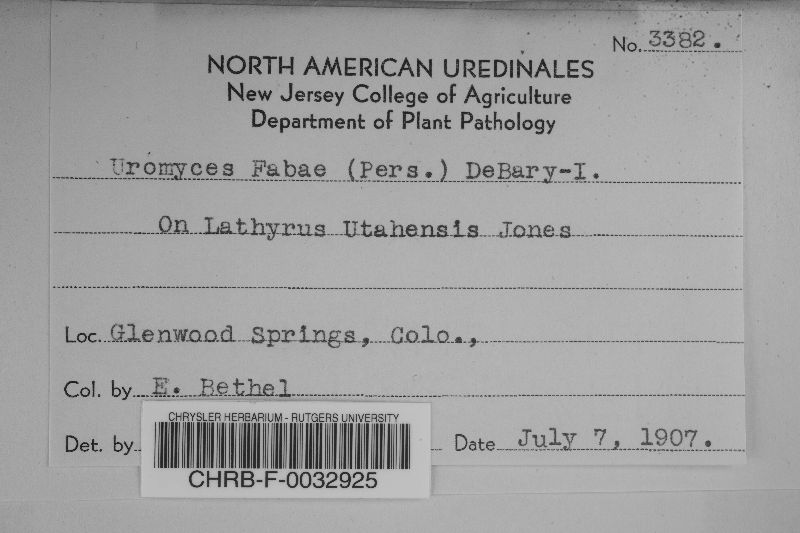 No. 3382.
NORTH AMERICAN UREDINALES
New Jersey College of Agriculture
Department of Plant Pathology
Uromyces Fabae (Pers.) DeBary-I.
On Lathyrus Utahensis Jones
Loc. Glenwood Springs, Colo.,
Col. by E. Bethel
CHRYSLER HERBARIUM - RUTGERS UNIVERSITY
Det. by Date July 7, 1907.
CHRB-F-0032925